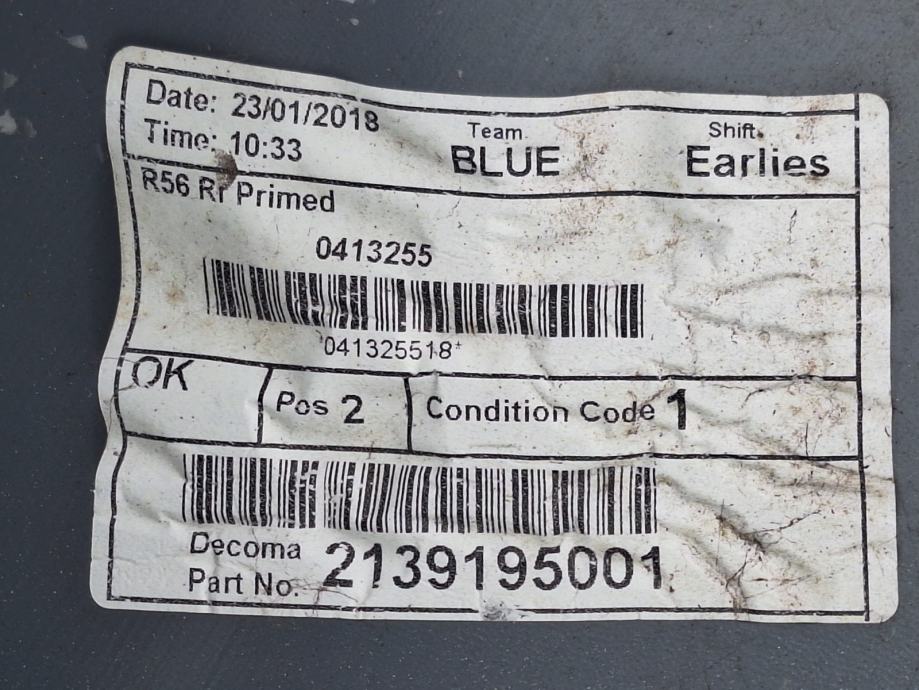 Date: 23/01/2018
Time: 10:33
Team
BLUE
Shift
Earlies
R56 Rr Primed
0413255
*041325518*
OK
Pos 2
Condition Code 1
Decoma
Part No. 2139195001